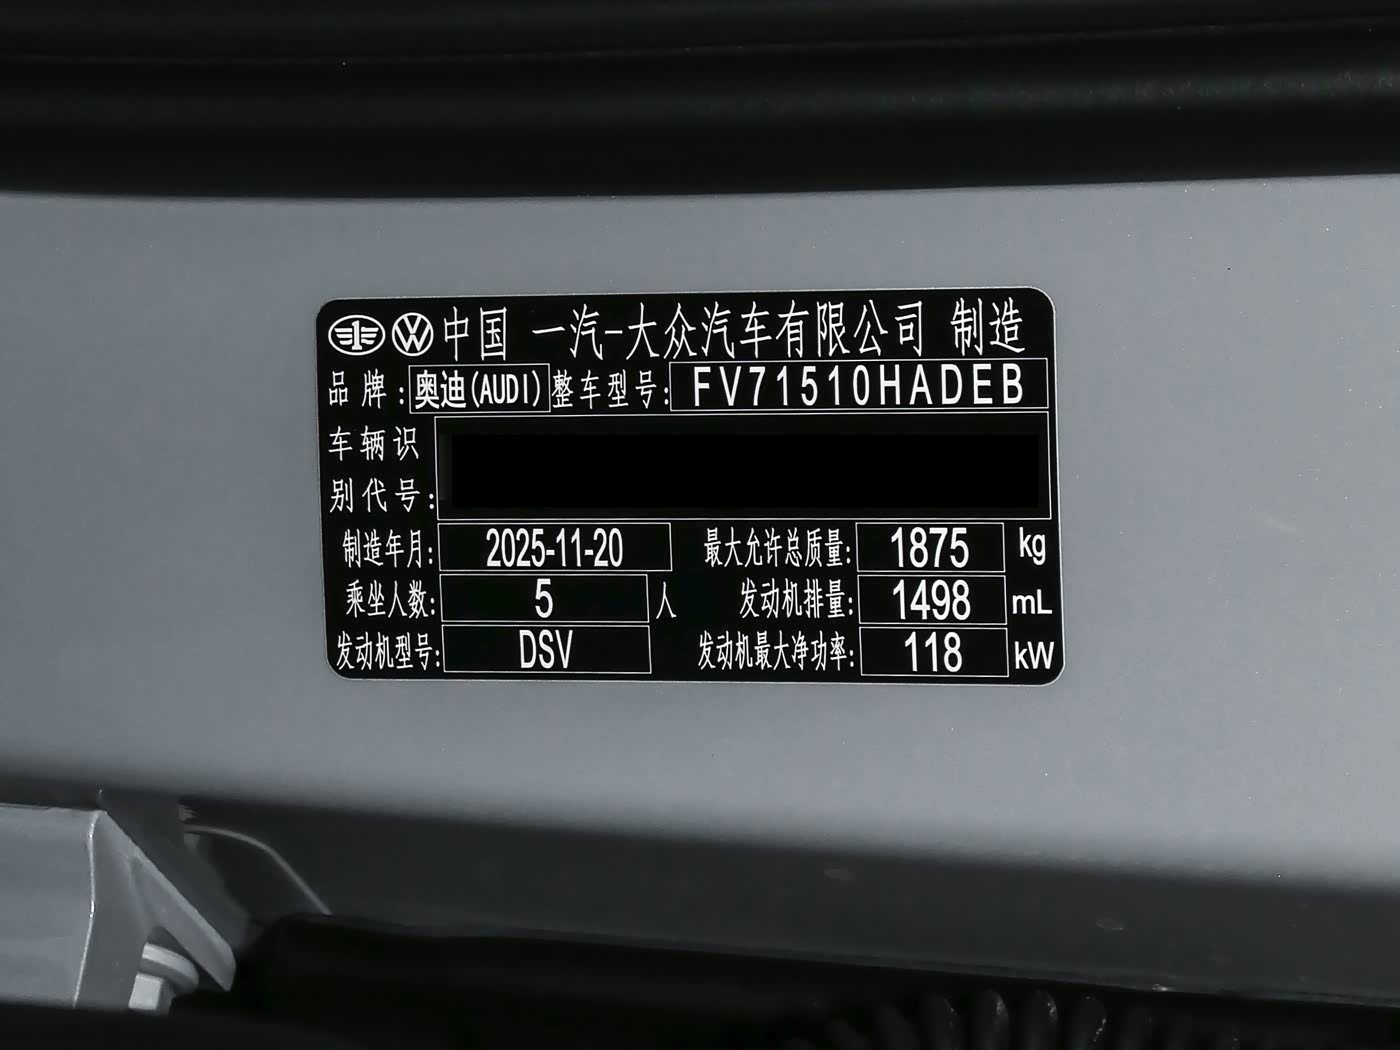 中国 一汽-大众汽车有限公司 制造
品牌: 奥迪(AUDI) 整车型号: FV71510HADEB
车辆识
别代号:
制造年月: 2025-11-20 最大允许总质量: 1875 kg
乘坐人数: 5 人 发动机排量: 1498 mL
发动机型号: DSV 发动机最大净功率: 118 kW